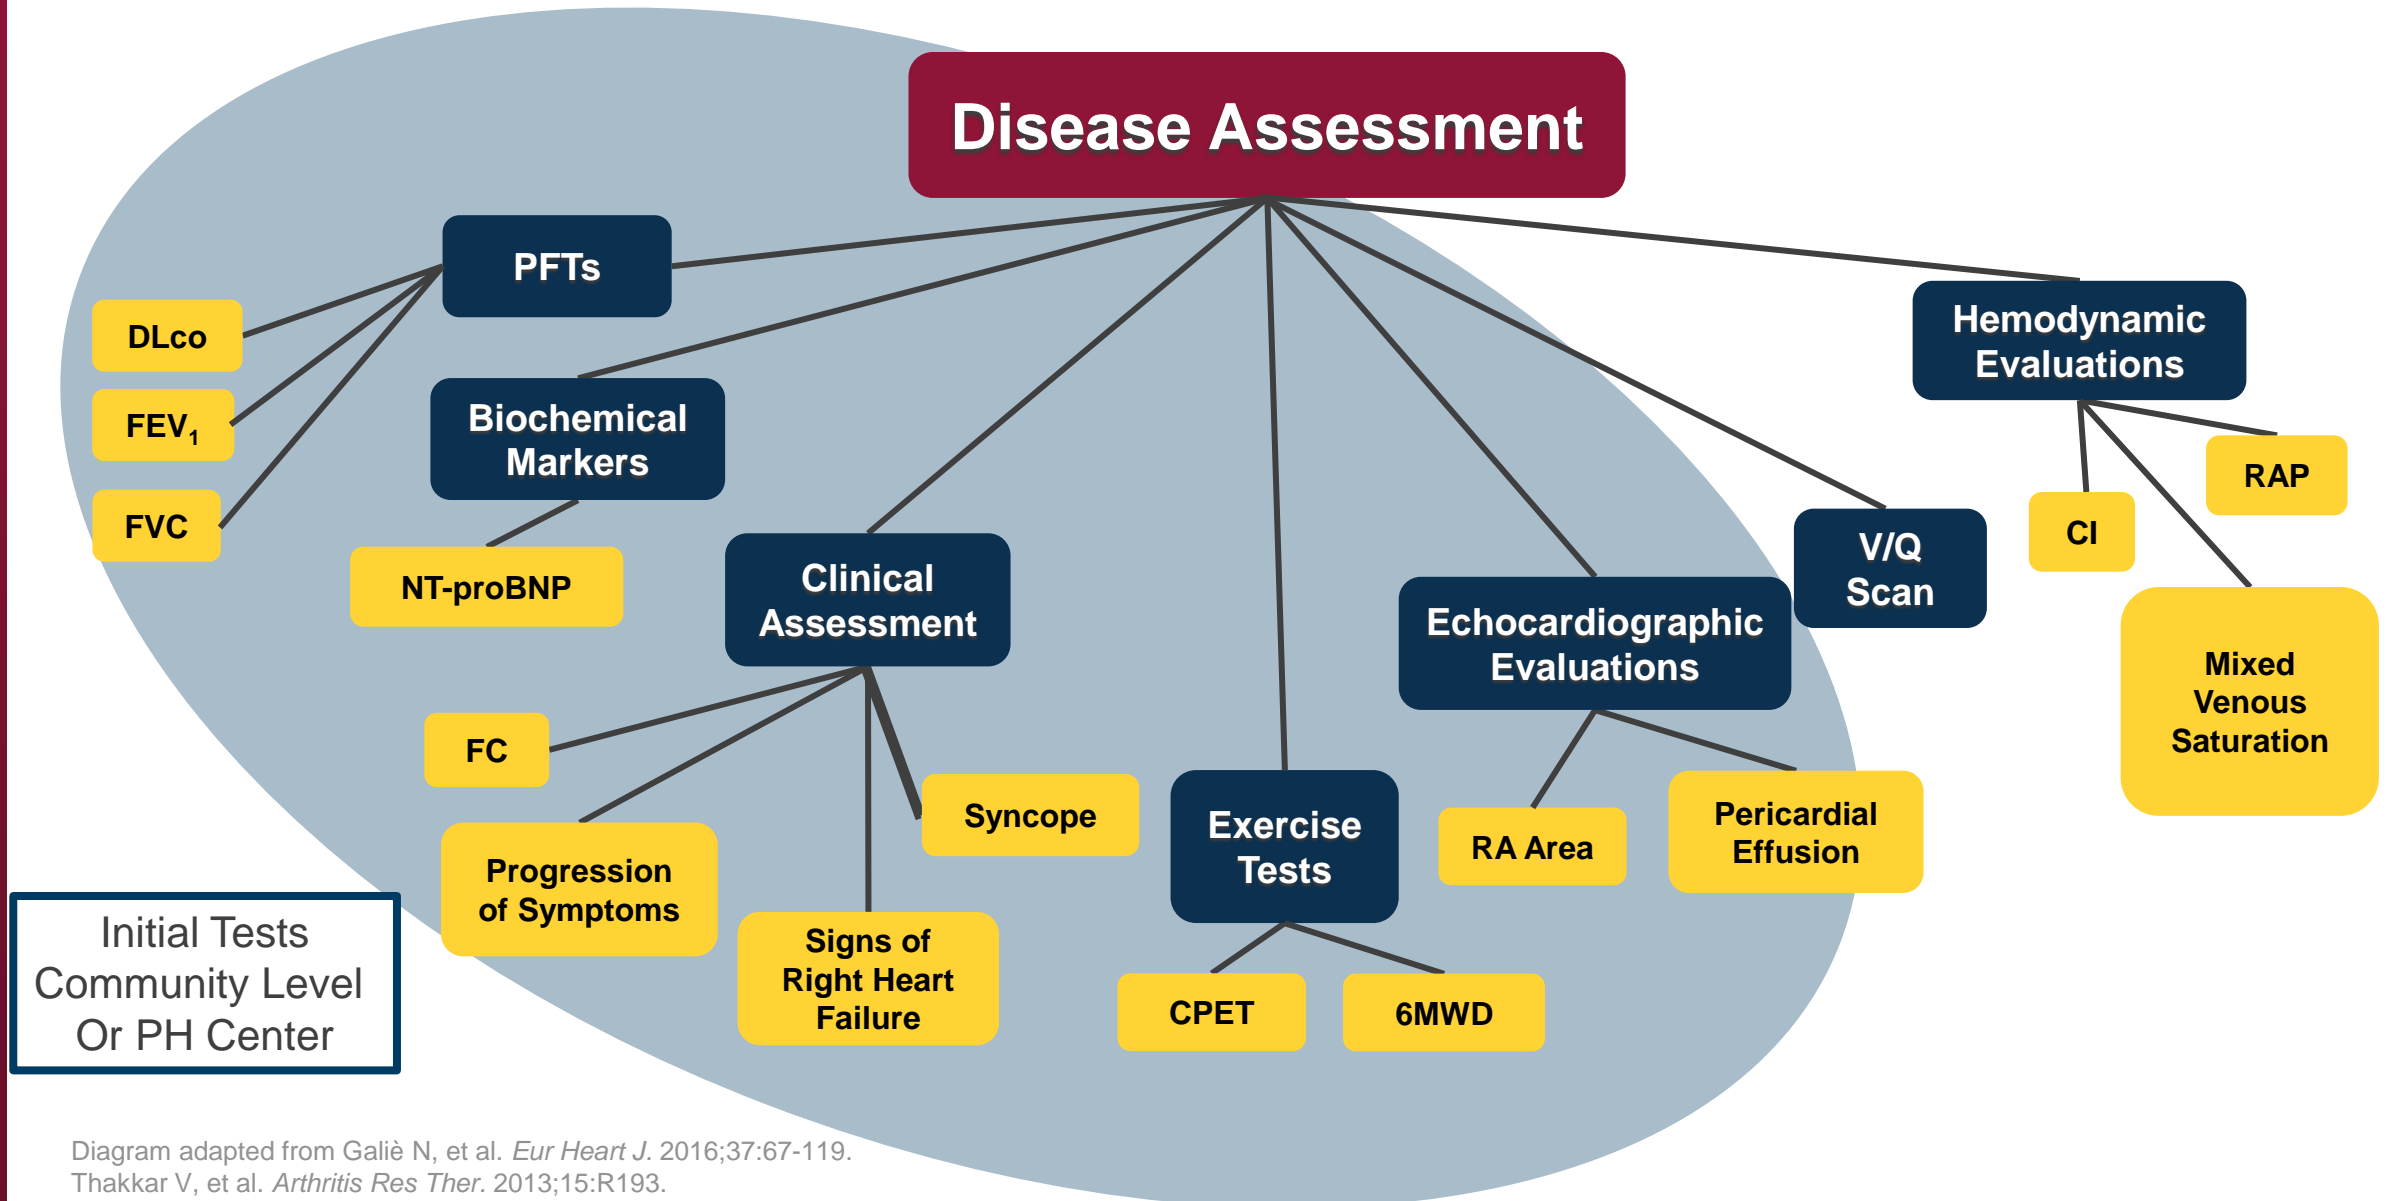 Disease Assessment
PFTs
DLco
FEV₁
FVC
Biochemical
Markers
NT-proBNP
Clinical
Assessment
FC
Progression
of Symptoms
Signs of
Right Heart
Failure
Syncope
Exercise
Tests
CPET
6MWD
Echocardiographic
Evaluations
RA Area
Pericardial
Effusion
V/Q
Scan
Hemodynamic
Evaluations
CI
RAP
Mixed
Venous
Saturation
Initial Tests
Community Level
Or PH Center
Diagram adapted from Galiè N, et al. Eur Heart J. 2016;37:67-119.
Thakkar V, et al. Arthritis Res Ther. 2013;15:R193.